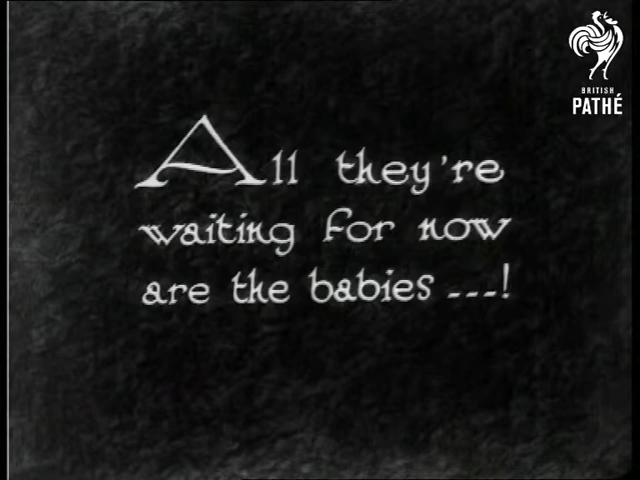 BRITISH
PATHÉ
All they're
waiting for now
are the babies ---!